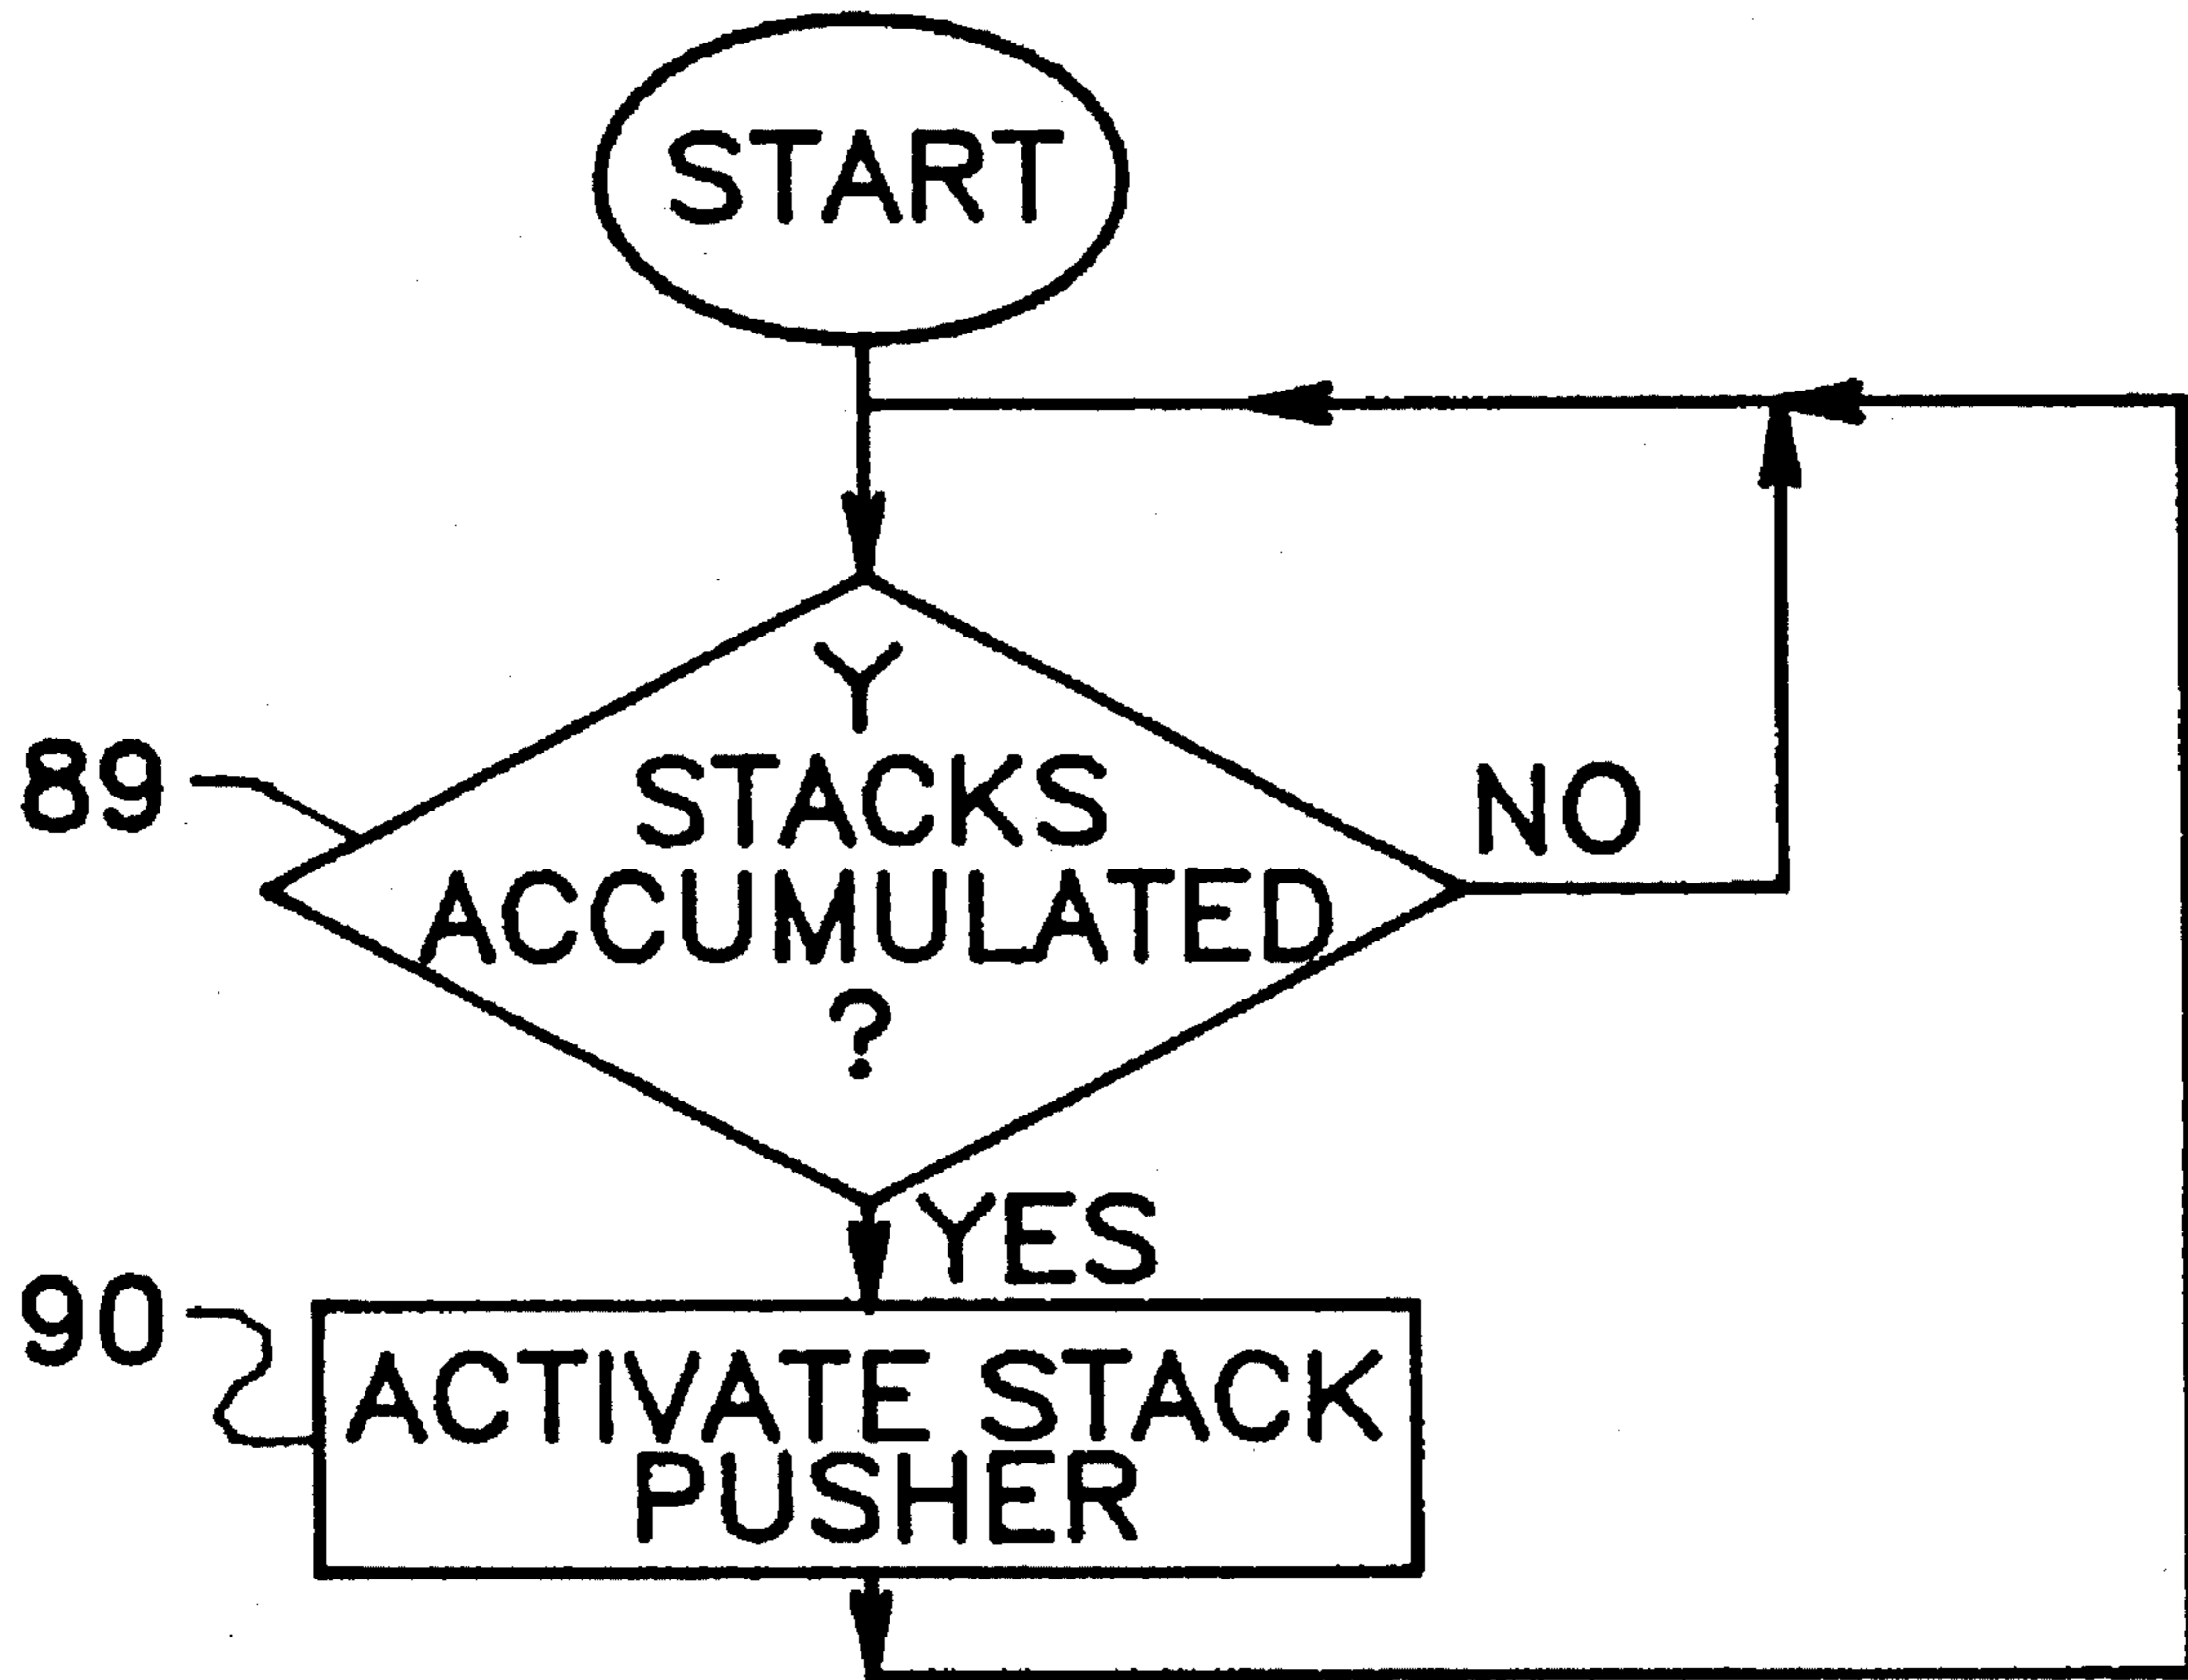 START
Y
STACKS
ACCUMULATED
?
89
NO
YES
90
ACTIVATE STACK
PUSHER